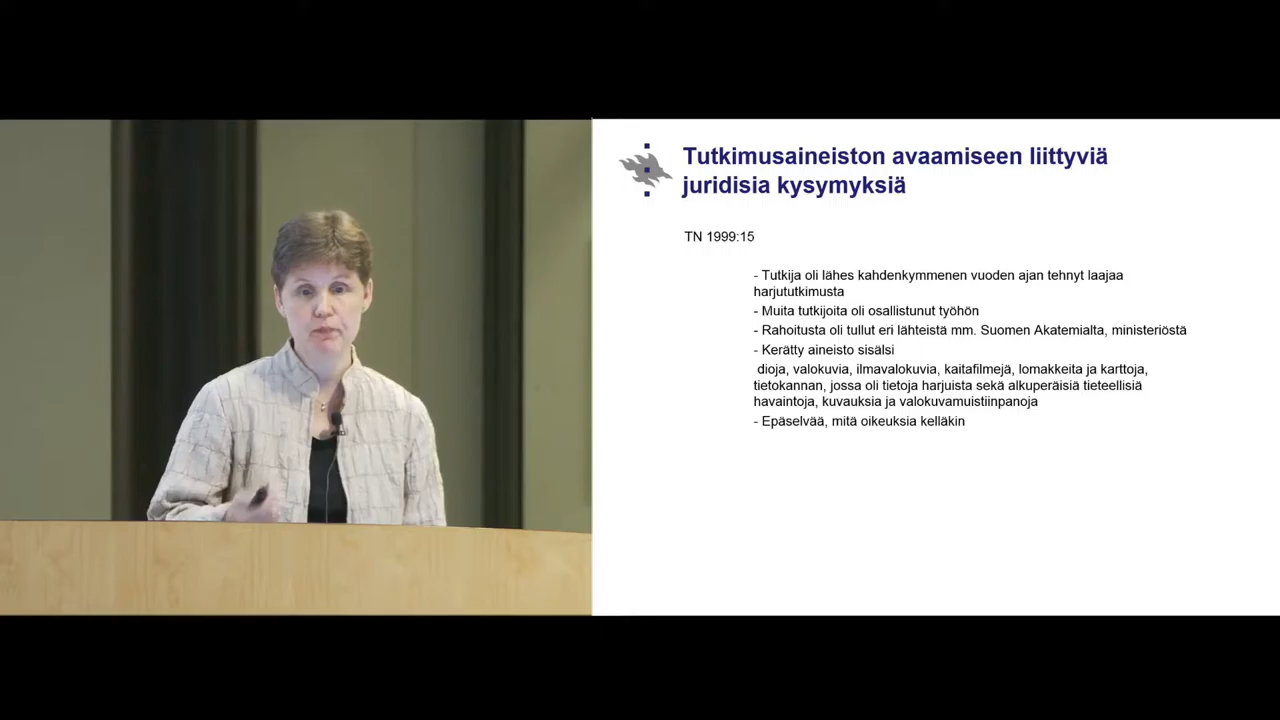 Tutkimusaineiston avaamiseen liittyviä
juridisia kysymyksiä
TN 1999:15
- Tutkija oli lähes kahdenkymmenen vuoden ajan tehnyt laajaa
harjututkimusta
- Muita tutkijoita oli osallistunut työhön
- Rahoitusta oli tullut eri lähteistä mm. Suomen Akatemialta, ministeriöstä
- Kerätty aineisto sisälsi
dioja, valokuvia, ilmavalokuvia, kaitafilmejä, lomakkeita ja karttoja,
tietokannan, jossa oli tietoja harjuista sekä alkuperäisiä tieteellisiä
havaintoja, kuvauksia ja valokuvamuistiinpanoja
- Epäselvää, mitä oikeuksia kelläkin